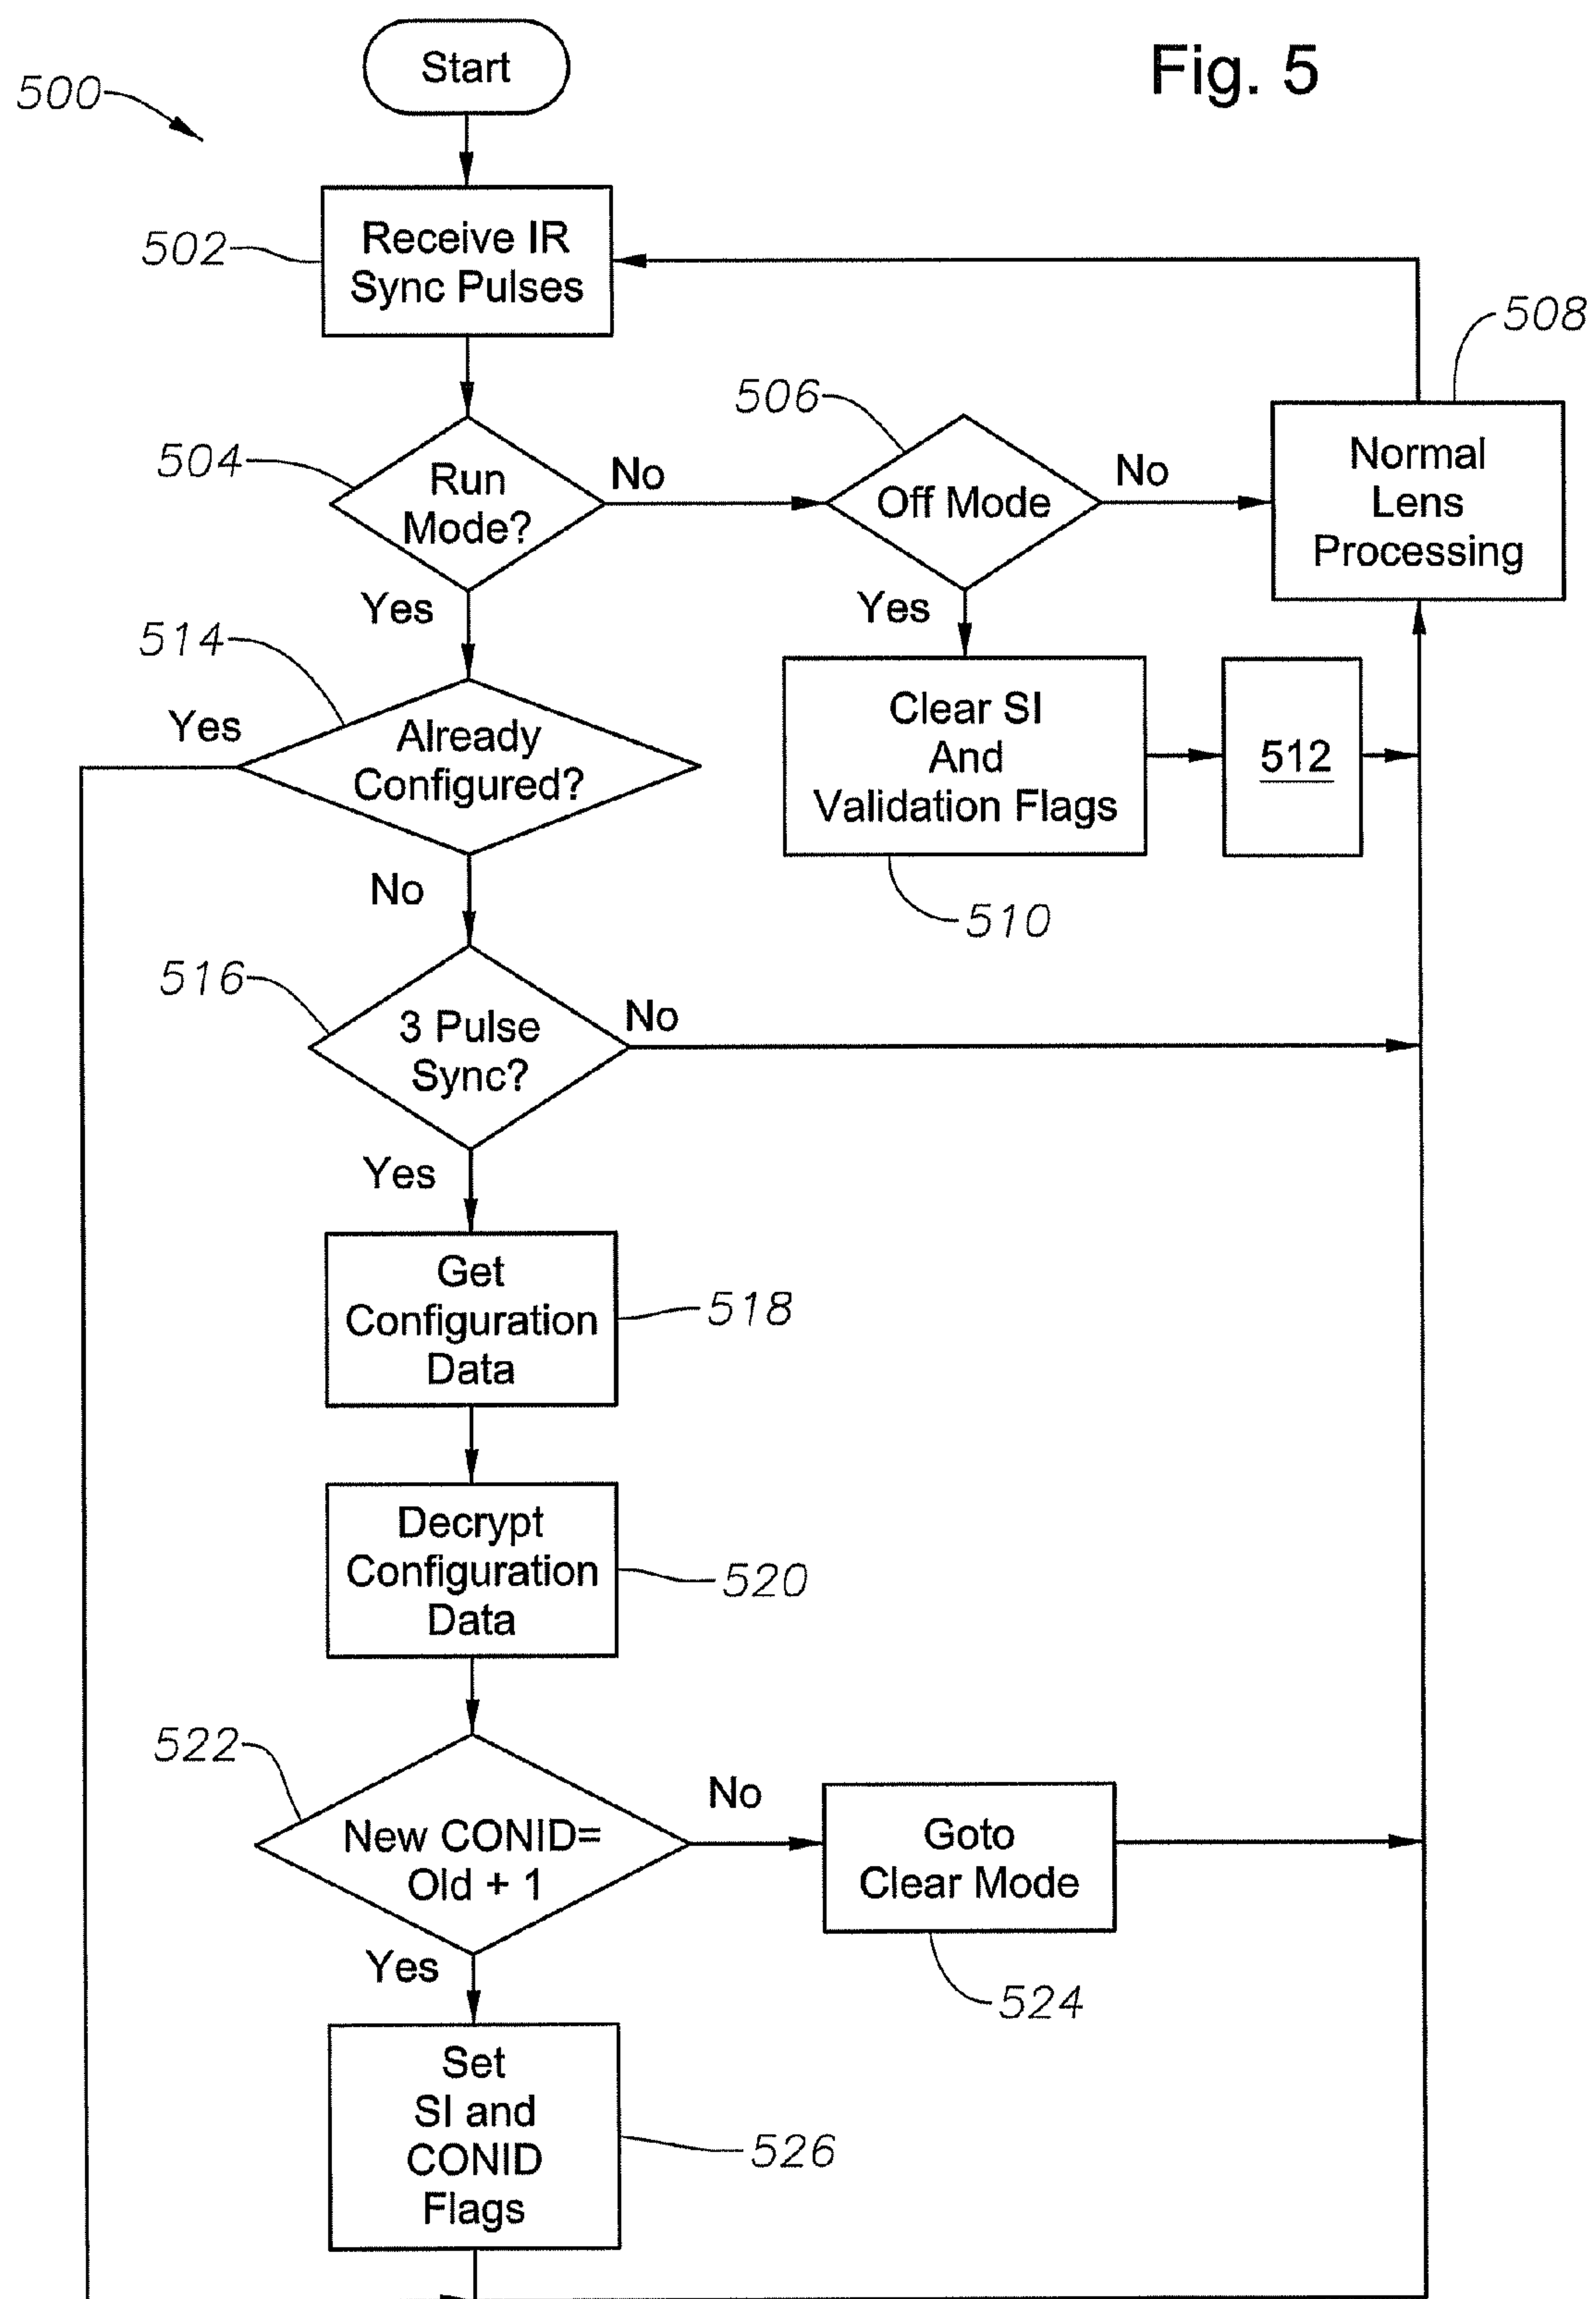 Fig. 5
500
Start
502
Receive IR
Sync Pulses
504
Run
Mode?
No
506
Off Mode
No
508
Normal
Lens
Processing
Yes
Yes
514
Yes
Already
Configured?
Clear SI
And
Validation Flags
512
510
No
516
3 Pulse
Sync?
No
Yes
Get
Configuration
Data
518
Decrypt
Configuration
Data
520
522
New CONID=
Old + 1
No
Goto
Clear Mode
524
Yes
Set
SI and
CONID
Flags
526